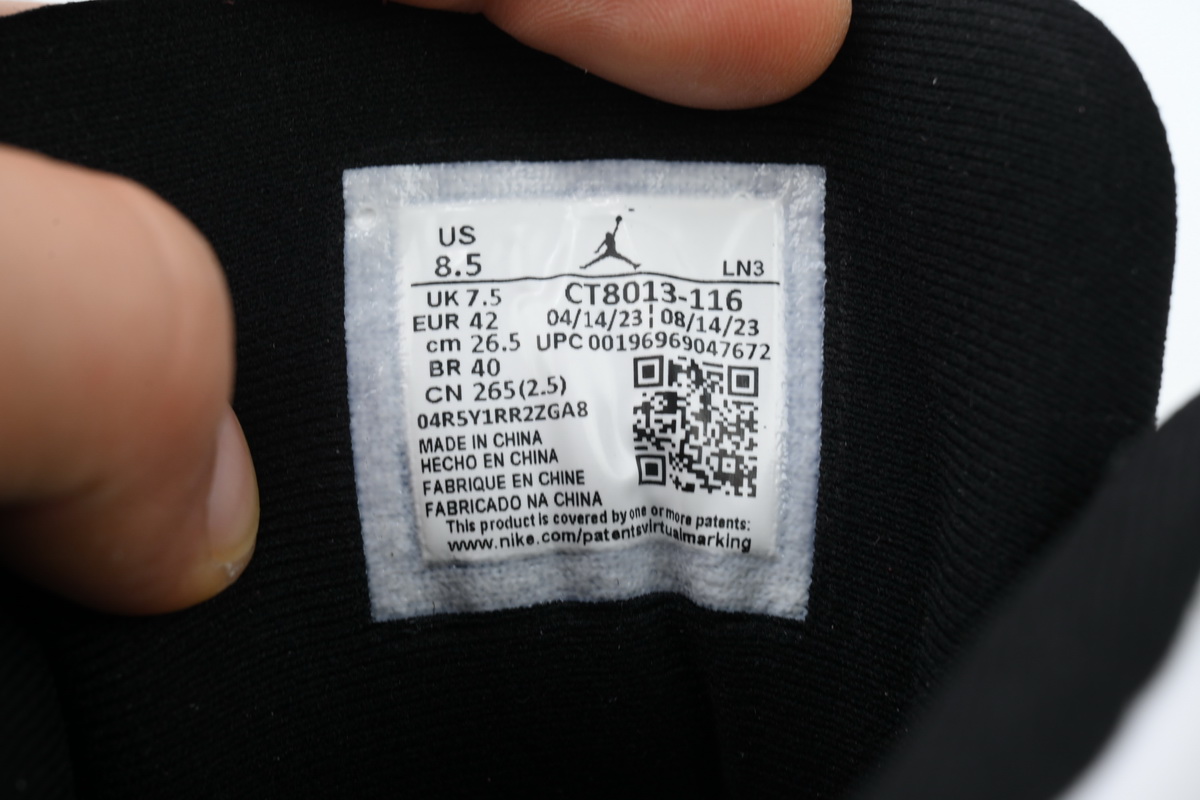 US
8.5
LN3
UK 7.5
CT8013-116
EUR 42
04/14/23 08/14/23
cm 26.5
UPC 00196969047672
BR 40
CN 265(2.5)
04R5Y1RR2ZGA8
MADE IN CHINA
HECHO EN CHINA
FABRIQUE EN CHINE
FABRICADO NA CHINA
This product is covered by one or more patents:
www.nike.com/patentsvirtualmarking